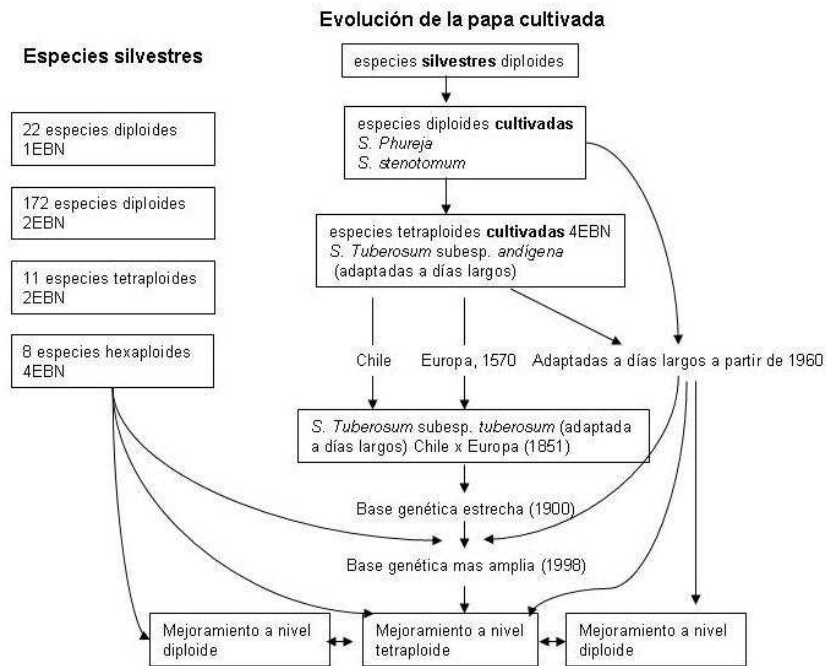 Evolución de la papa cultivada
Especies silvestres
especies silvestres diploides
22 especies diploides
1EBN
especies diploides cultivadas
S. Phureja
S. stenotomum
172 especies diploides
2EBN
especies tetraploides cultivadas 4EBN
S. Tuberosum subesp. andígena
(adaptadas a días largos)
11 especies tetraploides
2EBN
8 especies hexaploides
4EBN
Chile
Europa, 1570
Adaptadas a días largos a partir de 1960
S. Tuberosum subesp. tuberosum (adaptada
a días largos) Chile x Europa (1851)
Base genética estrecha (1900)
Base genética mas amplia (1998)
Mejoramiento a nivel
diploide
Mejoramiento a nivel
tetraploide
Mejoramiento a nivel
diploide